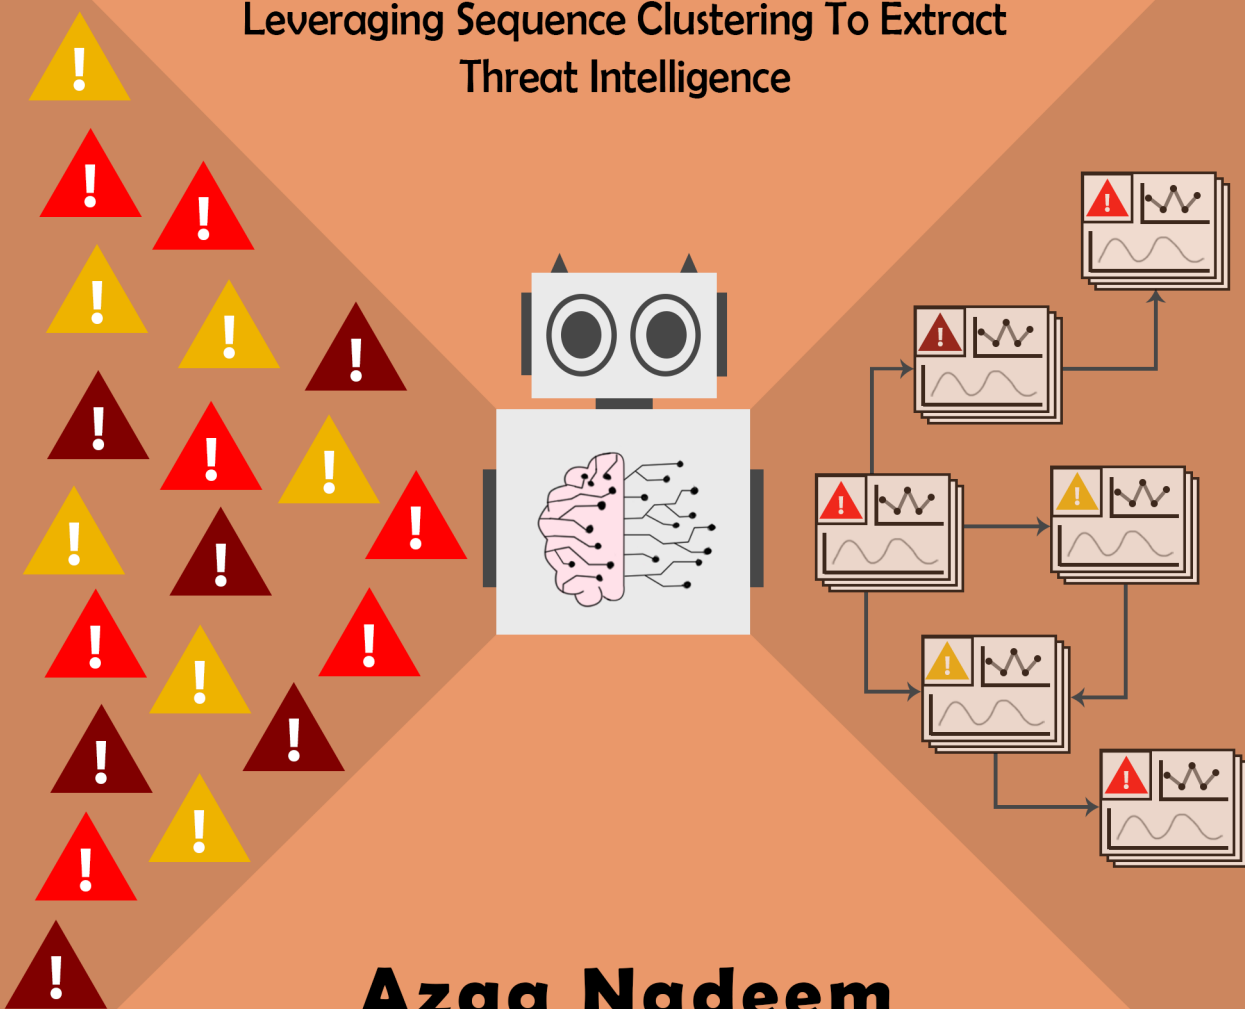 Leveraging Sequence Clustering To Extract
Threat Intelligence
Azqa Nadeem